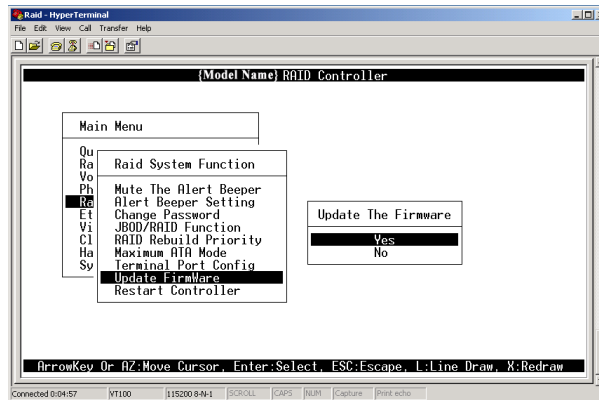 Raid - HyperTerminal
File Edit View Call Transfer Help
{Model Name} RAID Controller
Main Menu
Qu
Ra
Vo
Ph
Ra
Et
Vi
Cl
Ha
Sy
Raid System Function
Mute The Alert Beeper
Alert Beeper Setting
Change Password
JBOD/RAID Function
RAID Rebuild Priority
Maximum ATA Mode
Terminal Port Config
Update FirmWare
Restart Controller
Update The Firmware
Yes
No
ArrowKey Or AZ:Move Cursor, Enter:Select, ESC:Escape, L:Line Draw, X:Redraw
Connected 0:04:57 VT100 115200 8-N-1 SCROLL CAPS NUM Capture Print echo